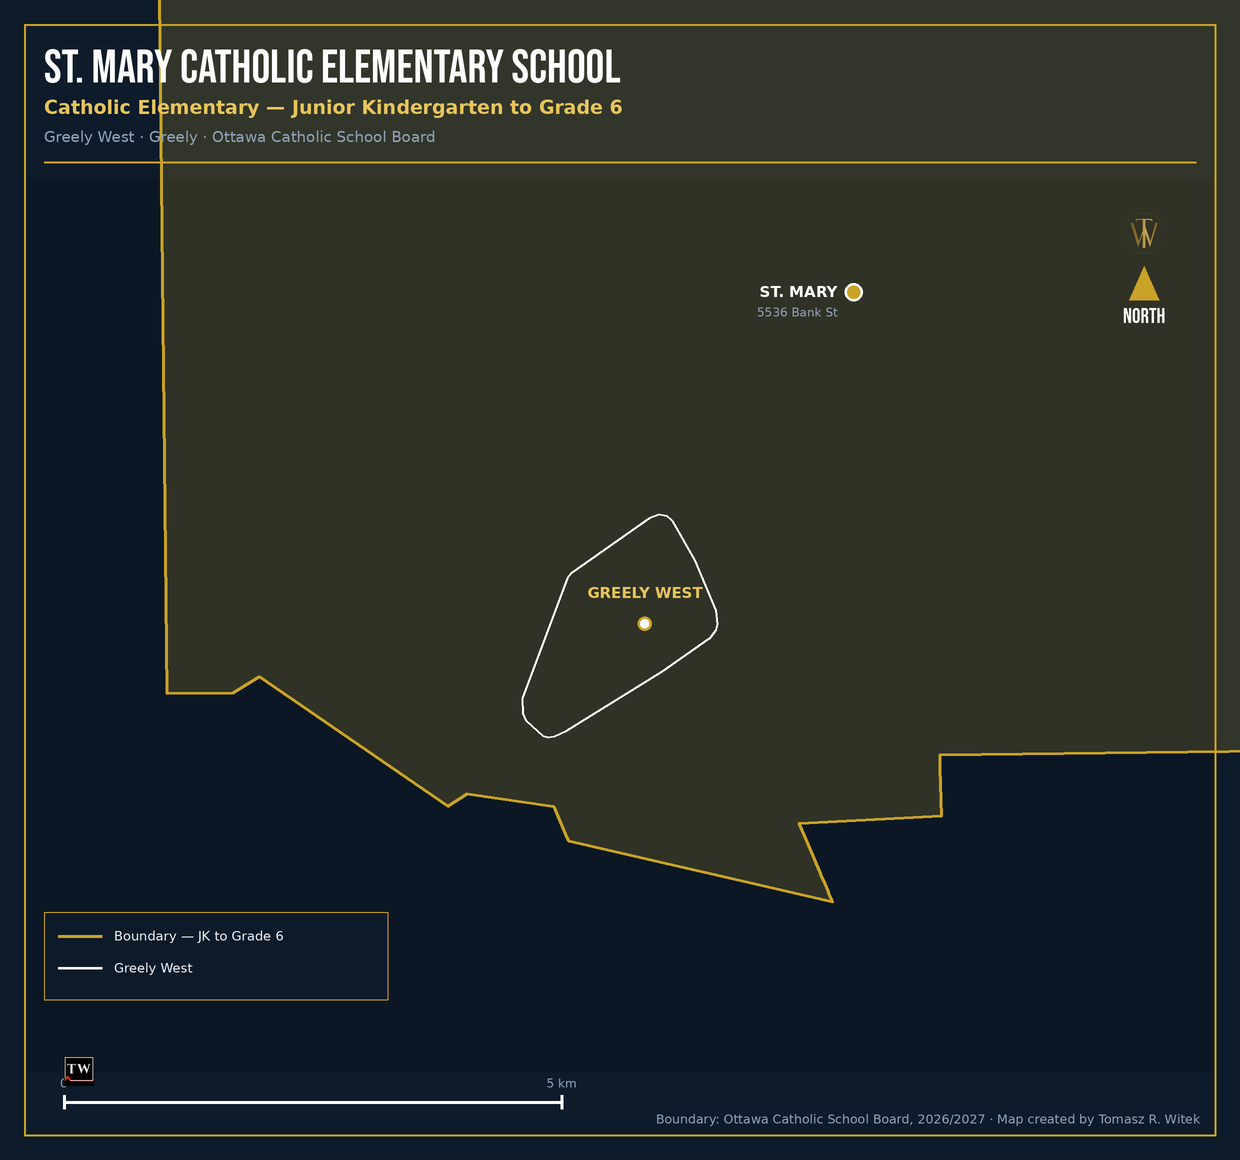 ST. MARY CATHOLIC ELEMENTARY SCHOOL
Catholic Elementary — Junior Kindergarten to Grade 6
Greely West · Greely · Ottawa Catholic School Board
TW
ST. MARY
5536 Bank St
NORTH
GREELY WEST
Boundary — JK to Grade 6
Greely West
TW
0
5 km
Boundary: Ottawa Catholic School Board, 2026/2027 · Map created by Tomasz R. Witek